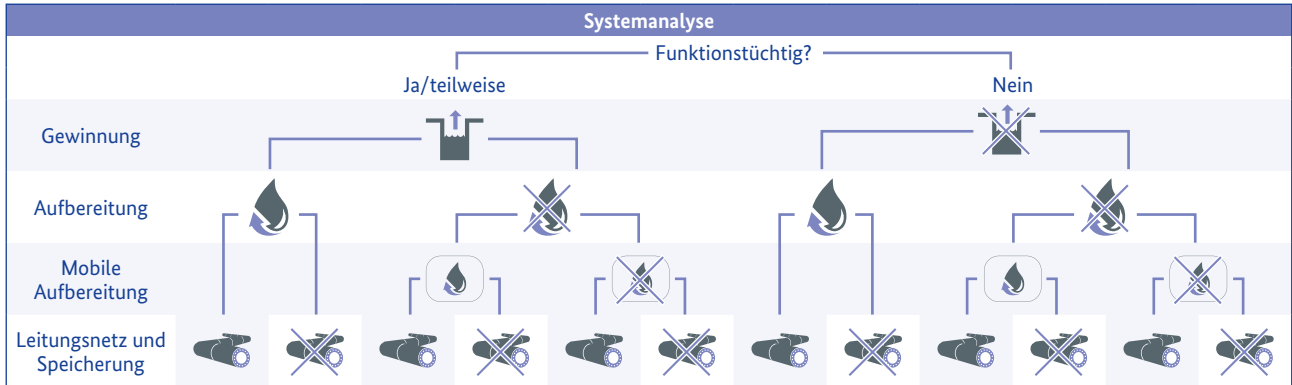 Systemanalyse
Funktionstüchtig?
Ja/teilweise
Nein
Gewinnung
Aufbereitung
Mobile
Aufbereitung
Leitungsnetz und
Speicherung